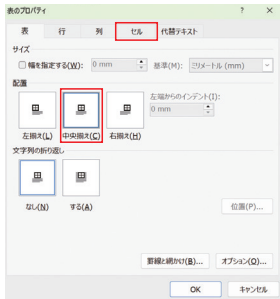 表のプロパティ ? ×
表 行 列 セル 代替テキスト
サイズ
幅を指定する(W): 0 mm 基準(M): ミリメートル (mm)
配置
左端からのインデント(I):
0 mm
左揃え(L) 中央揃え(C) 右揃え(H)
文字列の折り返し
なし(N) する(A) 位置(P)...
罫線と網かけ(B)... オプション(O)...
OK キャンセル